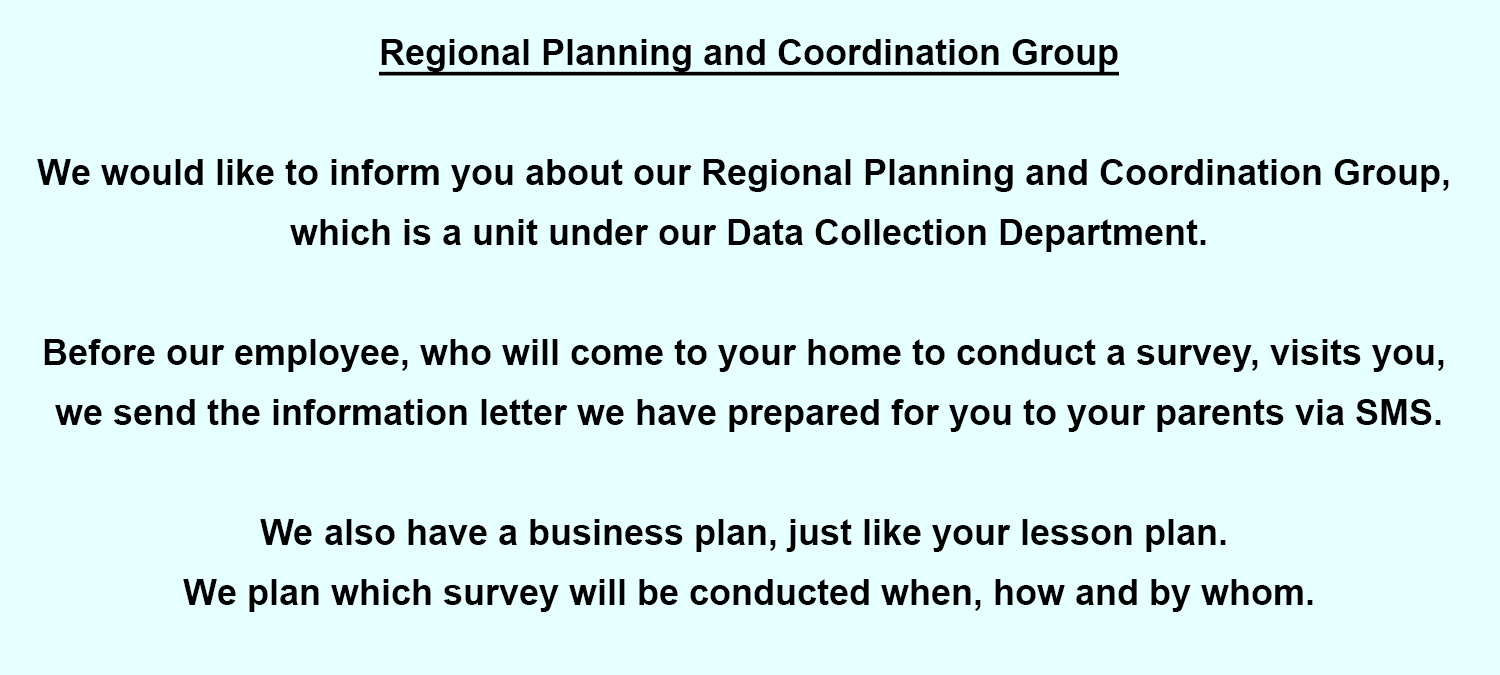 Regional Planning and Coordination Group
We would like to inform you about our Regional Planning and Coordination Group,
which is a unit under our Data Collection Department.
Before our employee, who will come to your home to conduct a survey, visits you,
we send the information letter we have prepared for you to your parents via SMS.
We also have a business plan, just like your lesson plan.
We plan which survey will be conducted when, how and by whom.